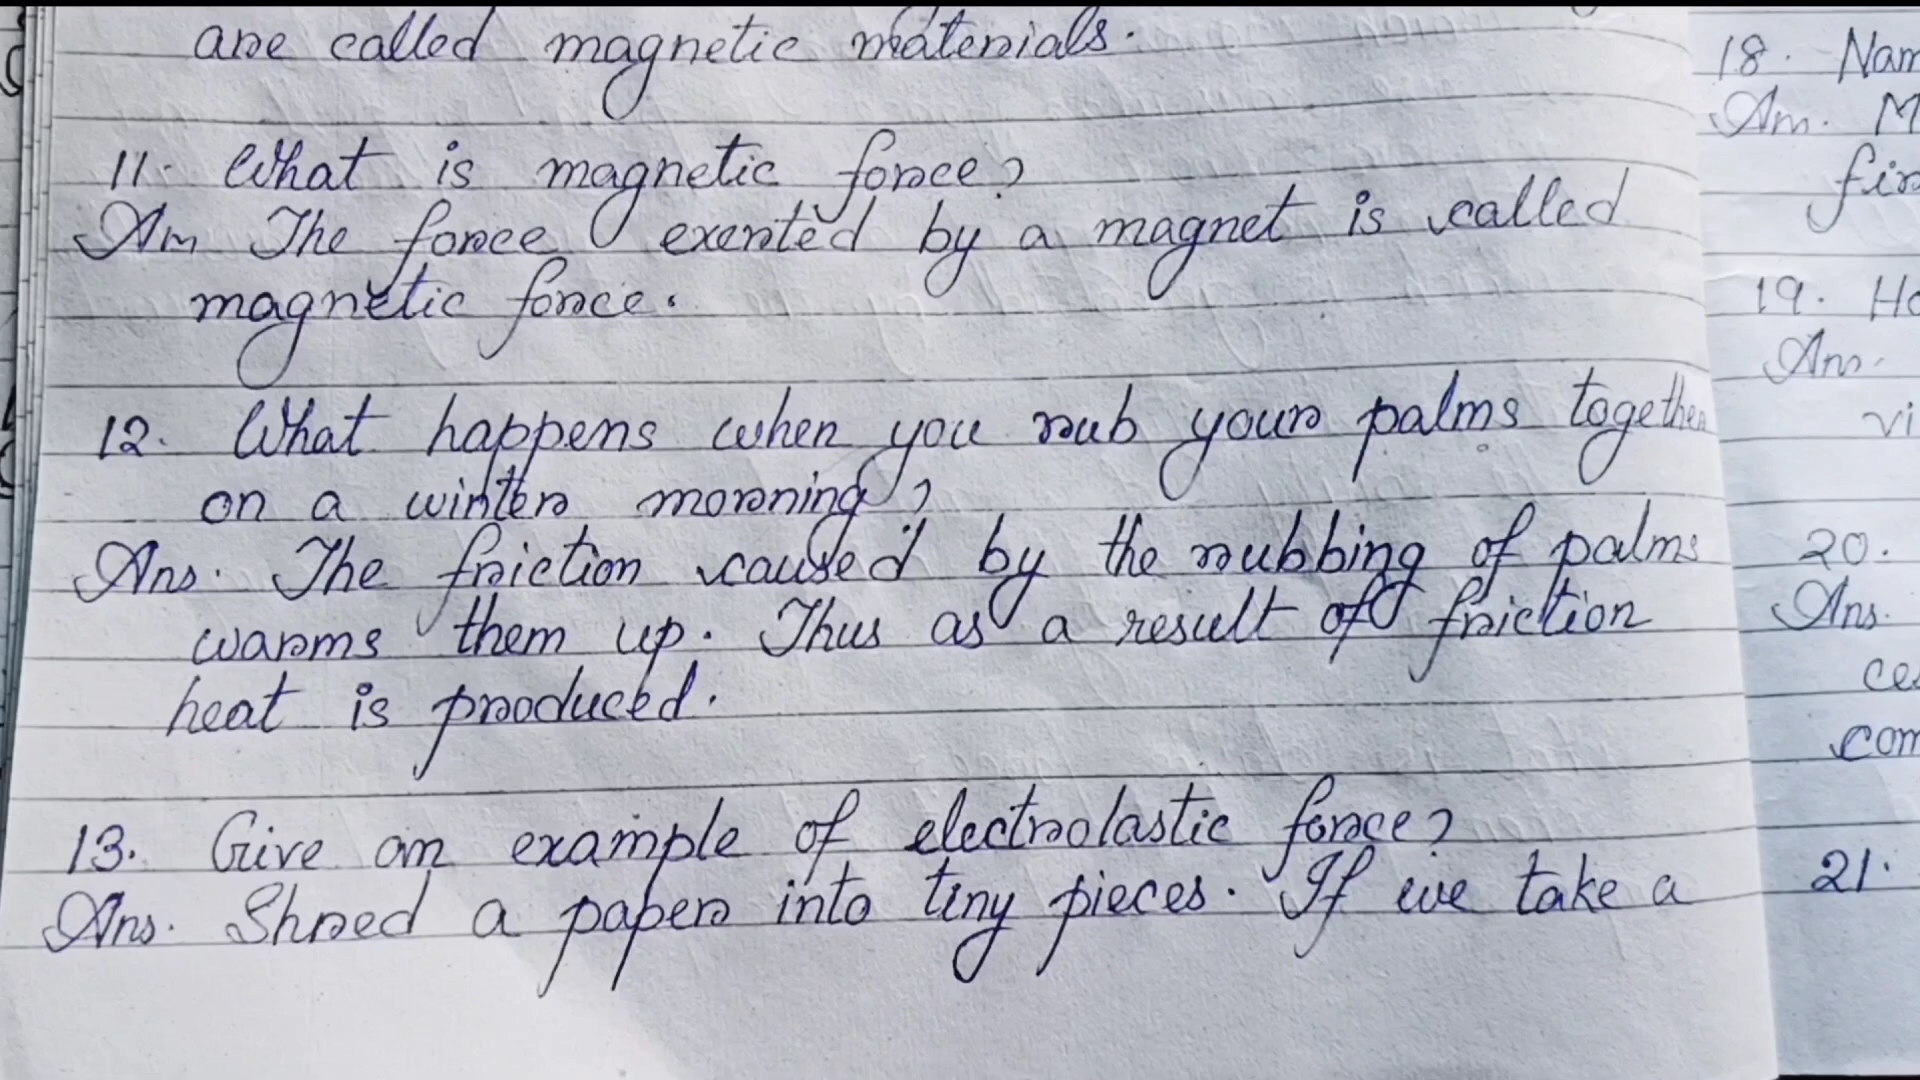 are called magnetic materials.
11. What is magnetic force?
Ans The force exerted by a magnet is called
magnetic force.
12. What happens when you rub your palms together
on a winter morning?
Ans. The friction caused by the rubbing of palms
warms them up. Thus as a result of friction
heat is produced.
13. Give an example of electrolastic force?
Ans. Shred a paper into tiny pieces. If we take a
18. Nam
Ans. M
fir
19. Ho
Ans.
vi
20.
Ans.
ces
com
21.